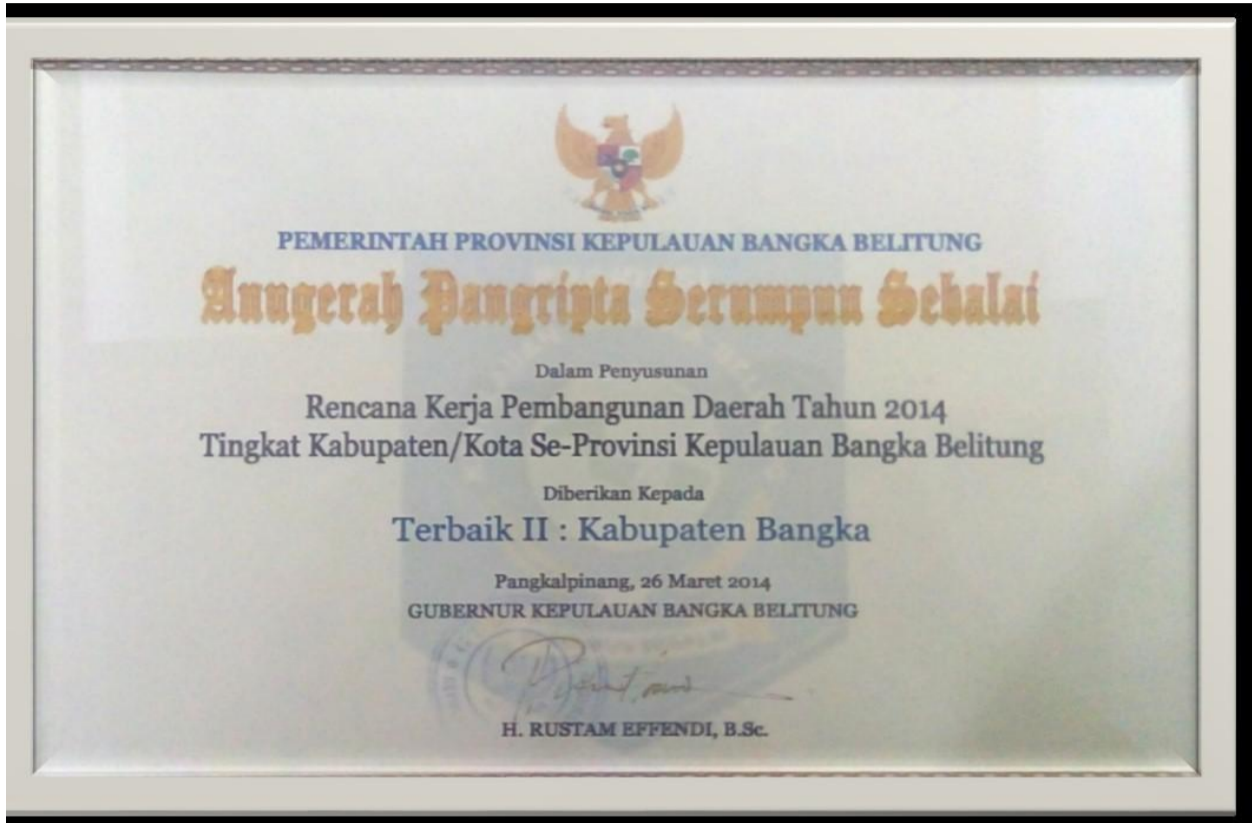 PEMERINTAH PROVINSI KEPULAUAN BANGKA BELITUNG
Anugerah Pangripta Serumpun Sebalai
Dalam Penyusunan
Rencana Kerja Pembangunan Daerah Tahun 2014
Tingkat Kabupaten/Kota Se-Provinsi Kepulauan Bangka Belitung
Diberikan Kepada
Terbaik II : Kabupaten Bangka
Pangkalpinang, 26 Maret 2014
GUBERNUR KEPULAUAN BANGKA BELITUNG
H. RUSTAM EFFENDI, B.Sc.